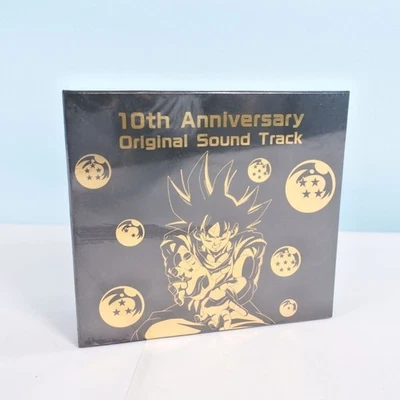 10th Anniversary
Original Sound Track